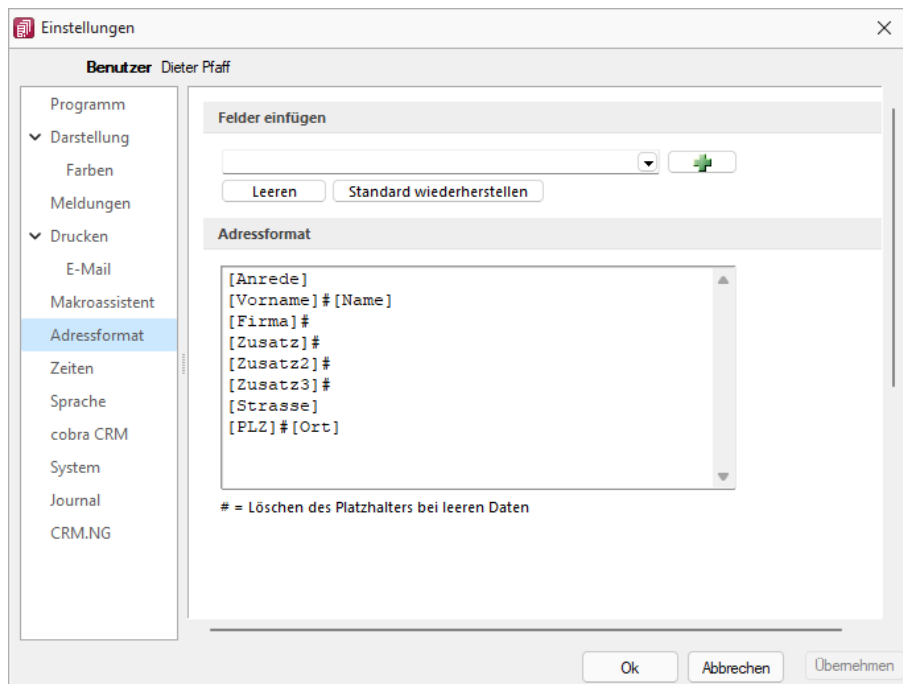 Einstellungen
Benutzer Dieter Pfaff
Programm
Darstellung
Farben
Meldungen
Drucken
E-Mail
Makroassistent
Adressformat
Zeiten
Sprache
cobra CRM
System
Journal
CRM.NG
Felder einfügen
Leeren
Standard wiederherstellen
Adressformat
[Anrede]
[Vorname]#[Name]
[Firma]#
[Zusatz]#
[Zusatz2]#
[Zusatz3]#
[Strasse]
[PLZ]#[Ort]
# = Löschen des Platzhalters bei leeren Daten
Ok
Abbrechen
Übernehmen